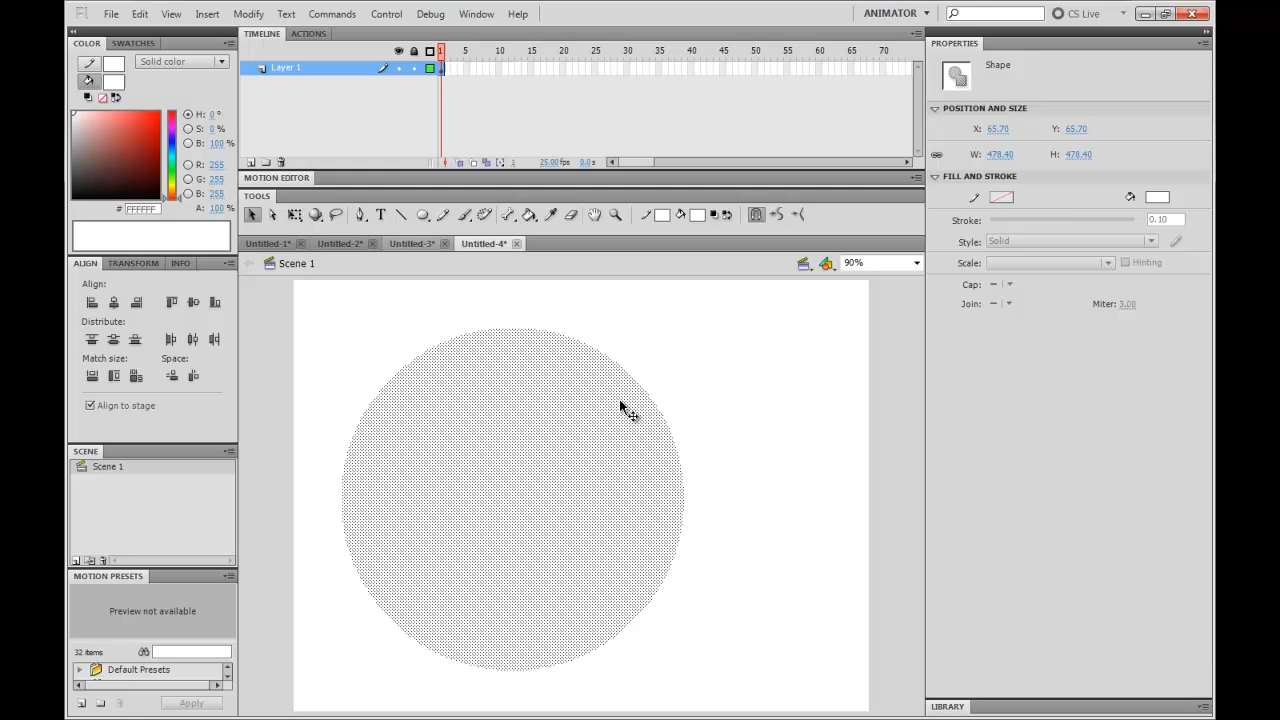 Fl File Edit View Insert Modify Text Commands Control Debug Window Help ANIMATOR CS Live
COLOR SWATCHES
Solid color
H: 0 °
S: 0 %
B: 100 %
R: 255
G: 255
B: 255
# FFFFFF A: 100 %
ALIGN TRANSFORM INFO
Align:
Distribute:
Match size: Space:
Align to stage
SCENE
Scene 1
MOTION PRESETS
Preview not available
32 items
Default Presets
Apply
TIMELINE ACTIONS
1 5 10 15 20 25 30 35 40 45 50 55 60 65 70
Layer 1
1 25.00 fps 0.0 s
MOTION EDITOR
TOOLS
Untitled-1* Untitled-2* Untitled-3* Untitled-4*
Scene 1 90%
PROPERTIES
Shape
POSITION AND SIZE
X: 65.70 Y: 65.70
W: 478.40 H: 478.40
FILL AND STROKE
Stroke: 0.10
Style: Solid
Scale: Hinting
Cap:
Join: Miter: 3.00
LIBRARY